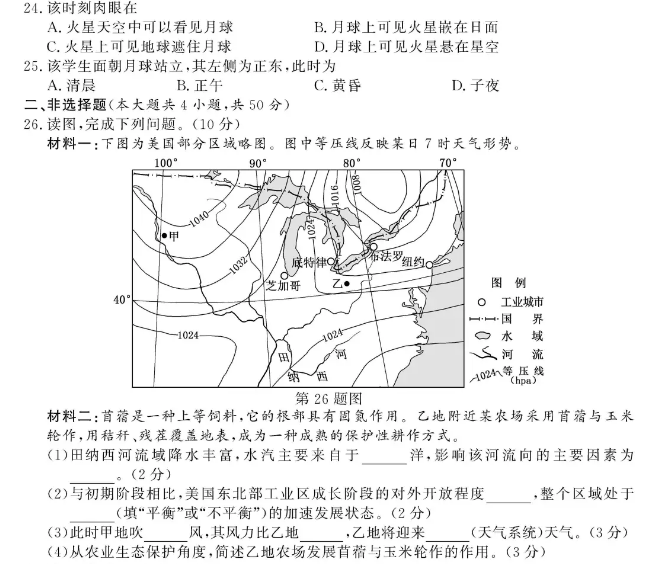 24.该时刻肉眼在
A.火星天空中可以看见月球 B.月球上可见火星嵌在日面
C.火星上可见地球遮住月球 D.月球上可见火星悬在星空
25.该学生面朝月球站立,其左侧为正东,此时为
A.清晨 B.正午 C.黄昏 D.子夜
二、非选择题(本大题共4小题,共50分)
26.读图,完成下列问题。(10分)
材料一:下图为美国部分区域略图。图中等压线反映某日7时天气形势。
100° 90° 80° 70°
1008
1016
1040
1024
甲
1032
底特律
布法罗
纽约
芝加哥
乙
40°
1024
1024
田
纳
西
河
图 例
工业城市
国 界
水 域
河 流
1024 等压线
(hpa)
第26题图
材料二:苜蓿是一种上等饲料,它的根部具有固氮作用。乙地附近某农场采用苜蓿与玉米
轮作,用秸秆、残茬覆盖地表,成为一种成熟的保护性耕作方式。
(1)田纳西河流域降水丰富,水汽主要来自于______洋,影响该河流向的主要因素为
______。(2分)
(2)与初期阶段相比,美国东北部工业区成长阶段的对外开放程度______,整个区域处于
______(填“平衡”或“不平衡”)的加速发展状态。(2分)
(3)此时甲地吹______风,其风力比乙地______,乙地将迎来______(天气系统)天气。(3分)
(4)从农业生态保护角度,简述乙地农场发展苜蓿与玉米轮作的作用。(3分)